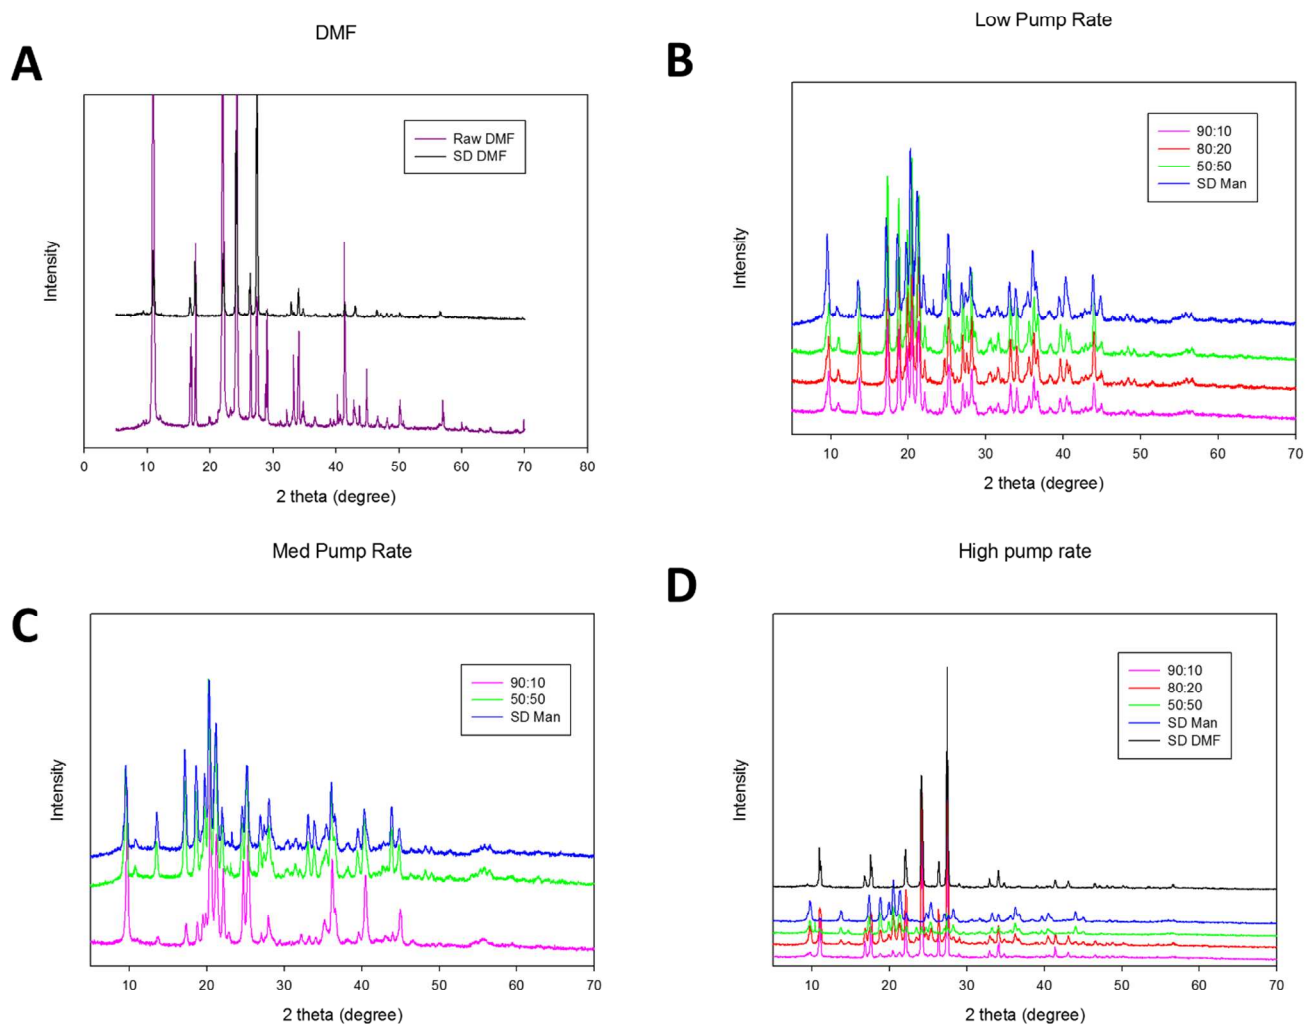 A
DMF
Intensity
Raw DMF
SD DMF
0 10 20 30 40 50 60 70 80
2 theta (degree)
B
Low Pump Rate
Intensity
90:10
80:20
50:50
SD Man
10 20 30 40 50 60 70
2 theta (degree)
C
Med Pump Rate
Intensity
90:10
50:50
SD Man
10 20 30 40 50 60 70
2 theta (degree)
D
High pump rate
Intensity
90:10
80:20
50:50
SD Man
SD DMF
10 20 30 40 50 60 70
2 theta (degree)